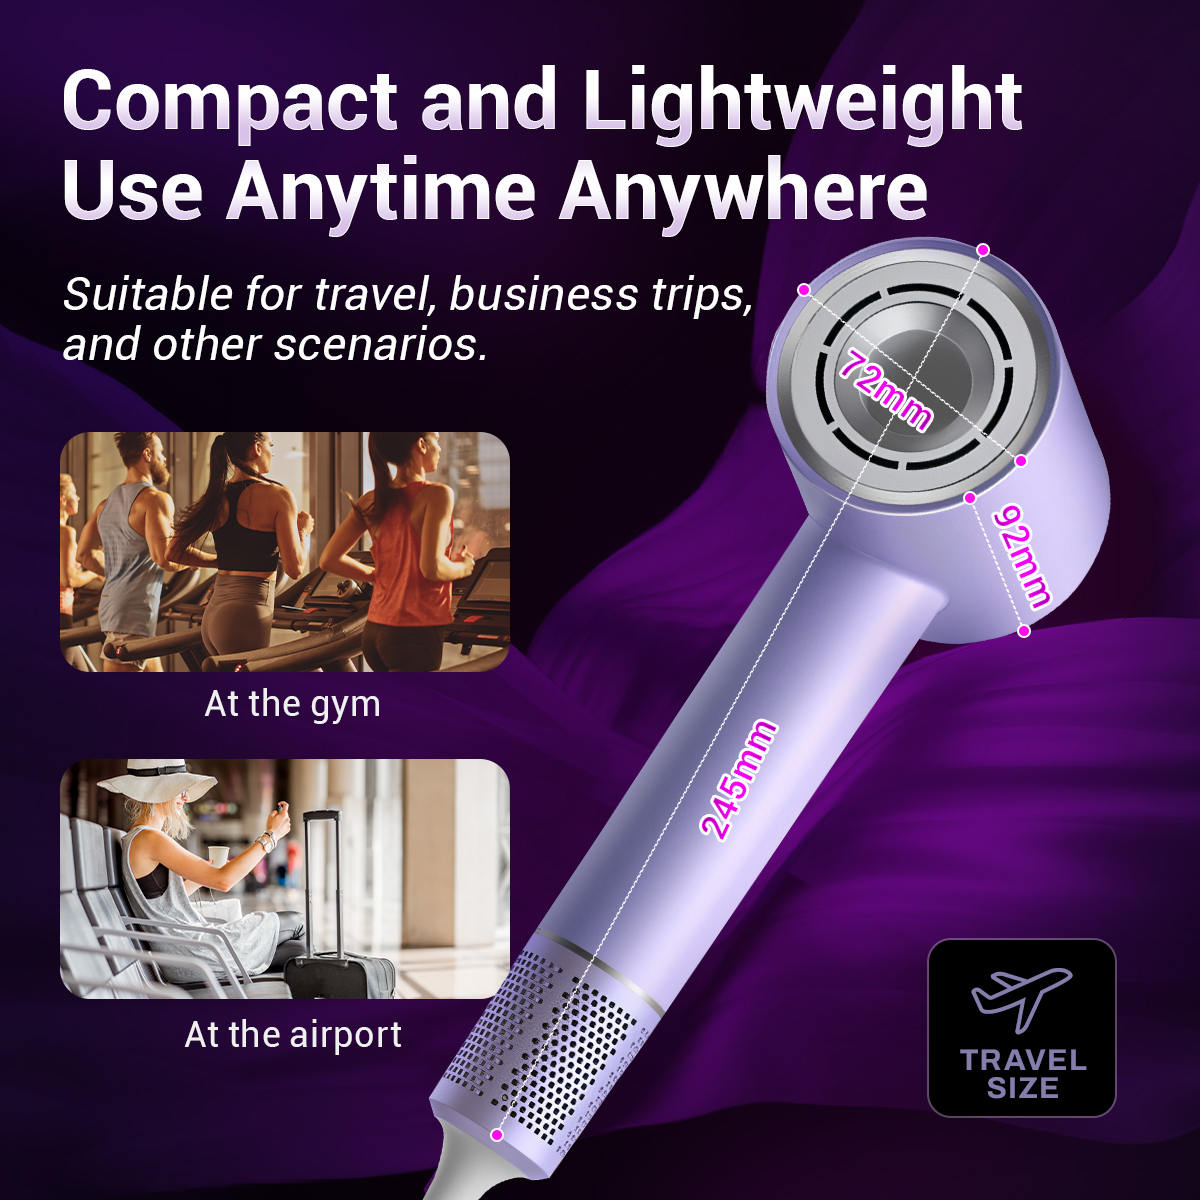 Compact and Lightweight
Use Anytime Anywhere
Suitable for travel, business trips,
and other scenarios.
72mm
92mm
245mm
At the gym
At the airport
TRAVEL
SIZE